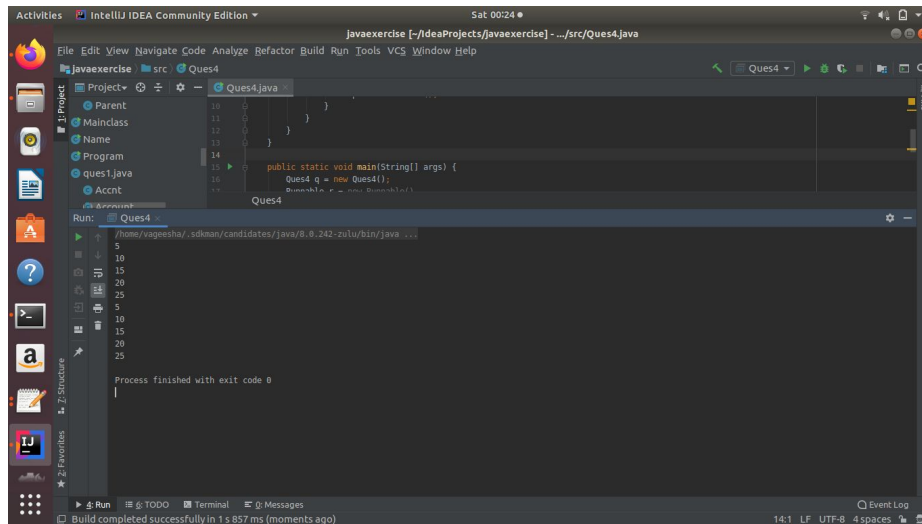 Activities IntelliJ IDEA Community Edition Sat 00:24
javaexercise [~/IdeaProjects/javaexercise] - .../src/Ques4.java
File Edit View Navigate Code Analyze Refactor Build Run Tools VCS Window Help
javaexercise src Ques4 Ques4
1: Project
Project Ques4.java
Parent
Mainclass
Name
Program
ques1.java
Accnt
Account
10 }
11 }
12 }
13 }
14
15 public static void main(String[] args) {
16 Ques4 q = new Ques4();
Runnable r = new Runnable()
Ques4
Run: Ques4
/home/vageesha/.sdkman/candidates/java/8.0.242-zulu/bin/java ...
5
10
15
20
25
5
10
15
20
25
Process finished with exit code 0
7: Structure
2: Favorites
4: Run 6: TODO Terminal 0: Messages Event Log
Build completed successfully in 1 s 857 ms (moments ago) 14:1 LF UTF-8 4 spaces